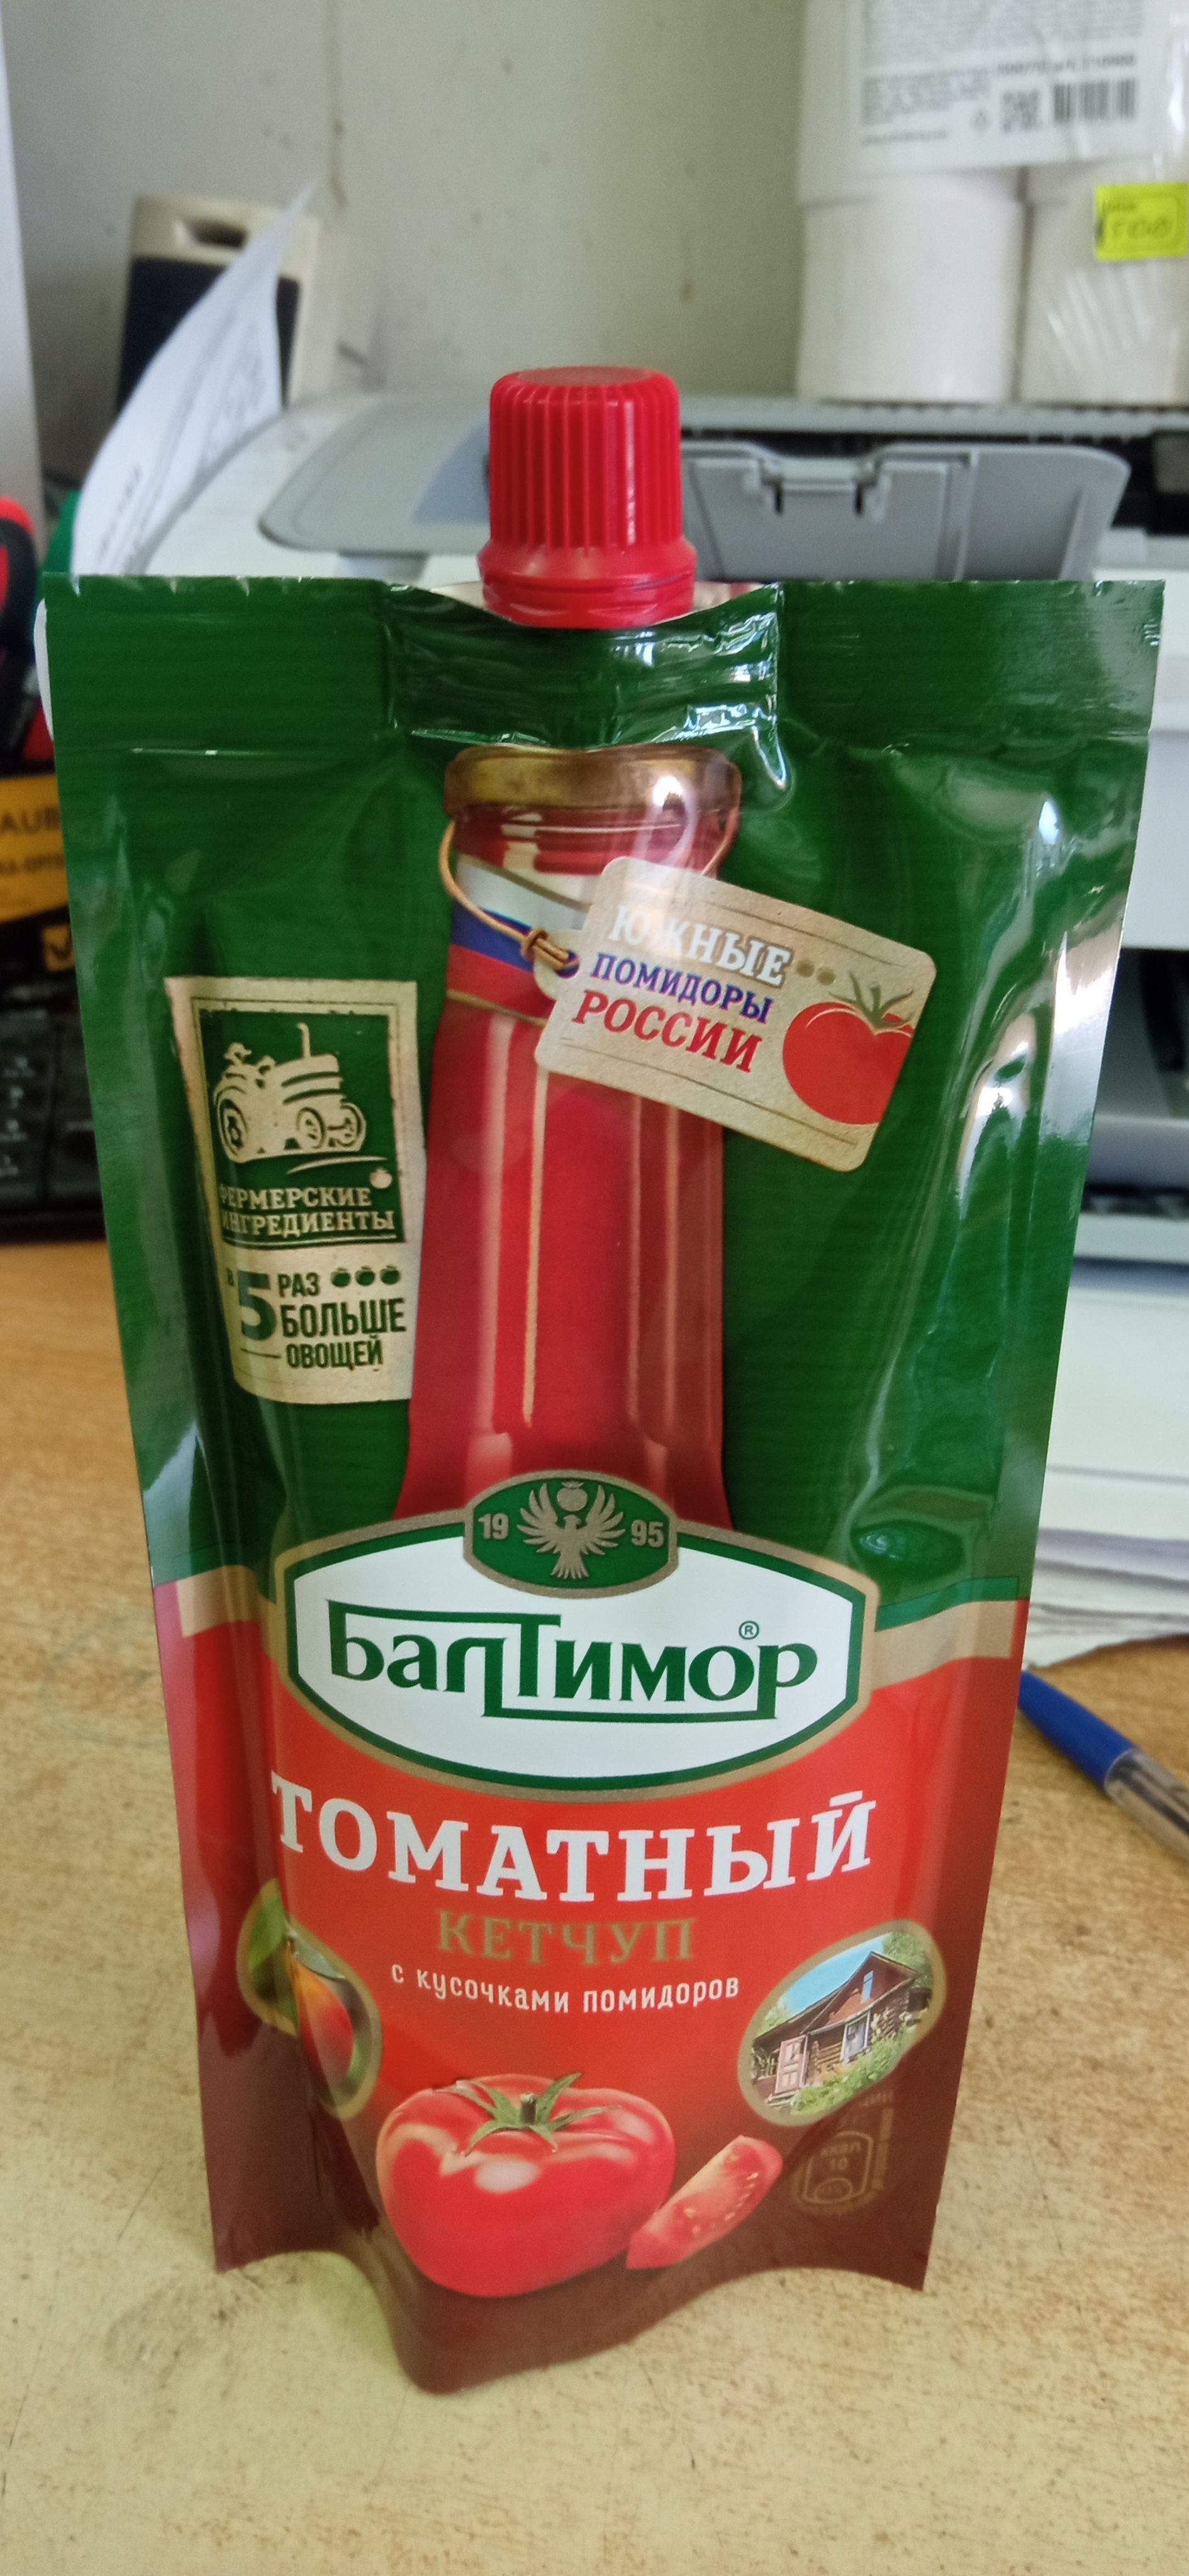 ЮЖНЫЕ
ПОМИДОРЫ
РОССИИ
ФЕРМЕРСКИЕ
ИНГРЕДИЕНТЫ
В 5 РАЗ
БОЛЬШЕ
ОВОЩЕЙ
19 95
Балтимор®
ТОМАТНЫЙ
КЕТЧУП
с кусочками помидоров